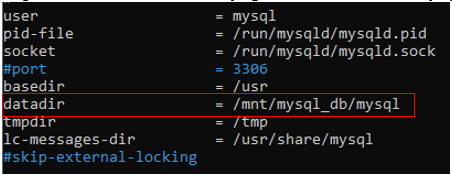 user = mysql
pid-file = /run/mysqld/mysqld.pid
socket = /run/mysqld/mysqld.sock
#port = 3306
basedir = /usr
datadir = /mnt/mysql_db/mysql
tmpdir = /tmp
lc-messages-dir = /usr/share/mysql
#skip-external-locking